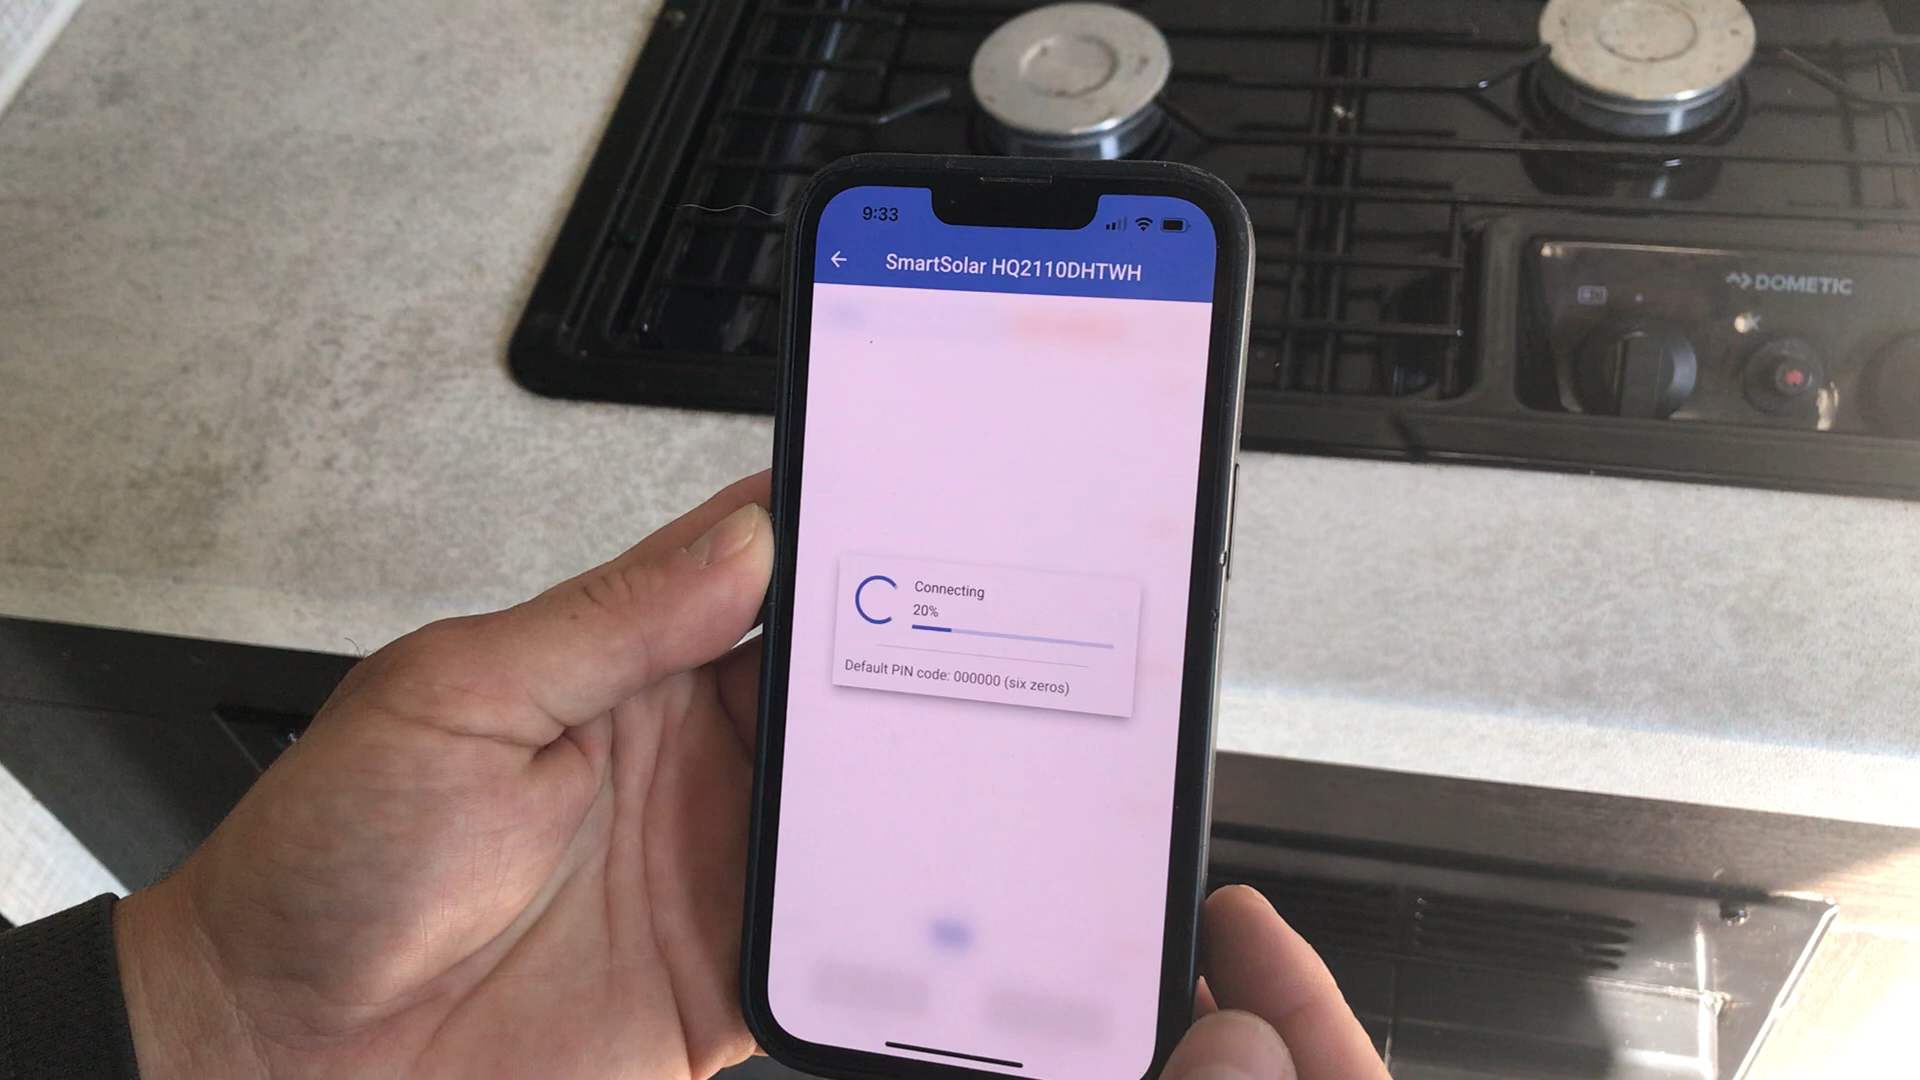 9:33
SmartSolar HQ2110DHTWH
DOMETIC
Connecting
20%
Default PIN code: 000000 (six zeros)